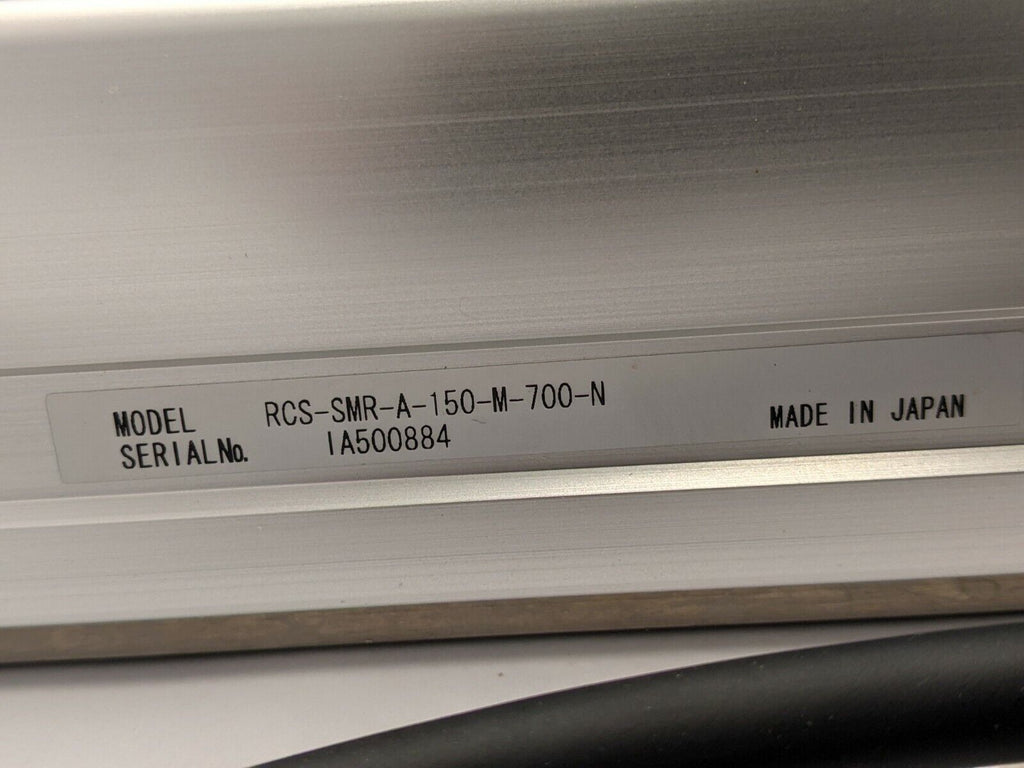 MODEL RCS-SMR-A-150-M-700-N
SERIALNo. IA500884 MADE IN JAPAN